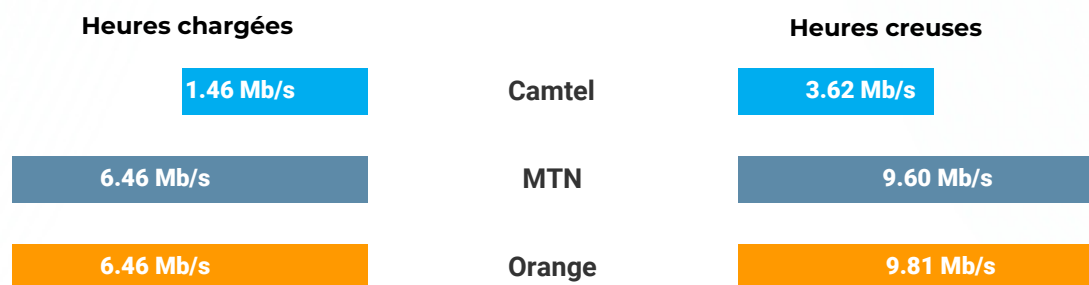 Heures chargées
Heures creuses
1.46 Mb/s
Camtel
3.62 Mb/s
6.46 Mb/s
MTN
9.60 Mb/s
6.46 Mb/s
Orange
9.81 Mb/s